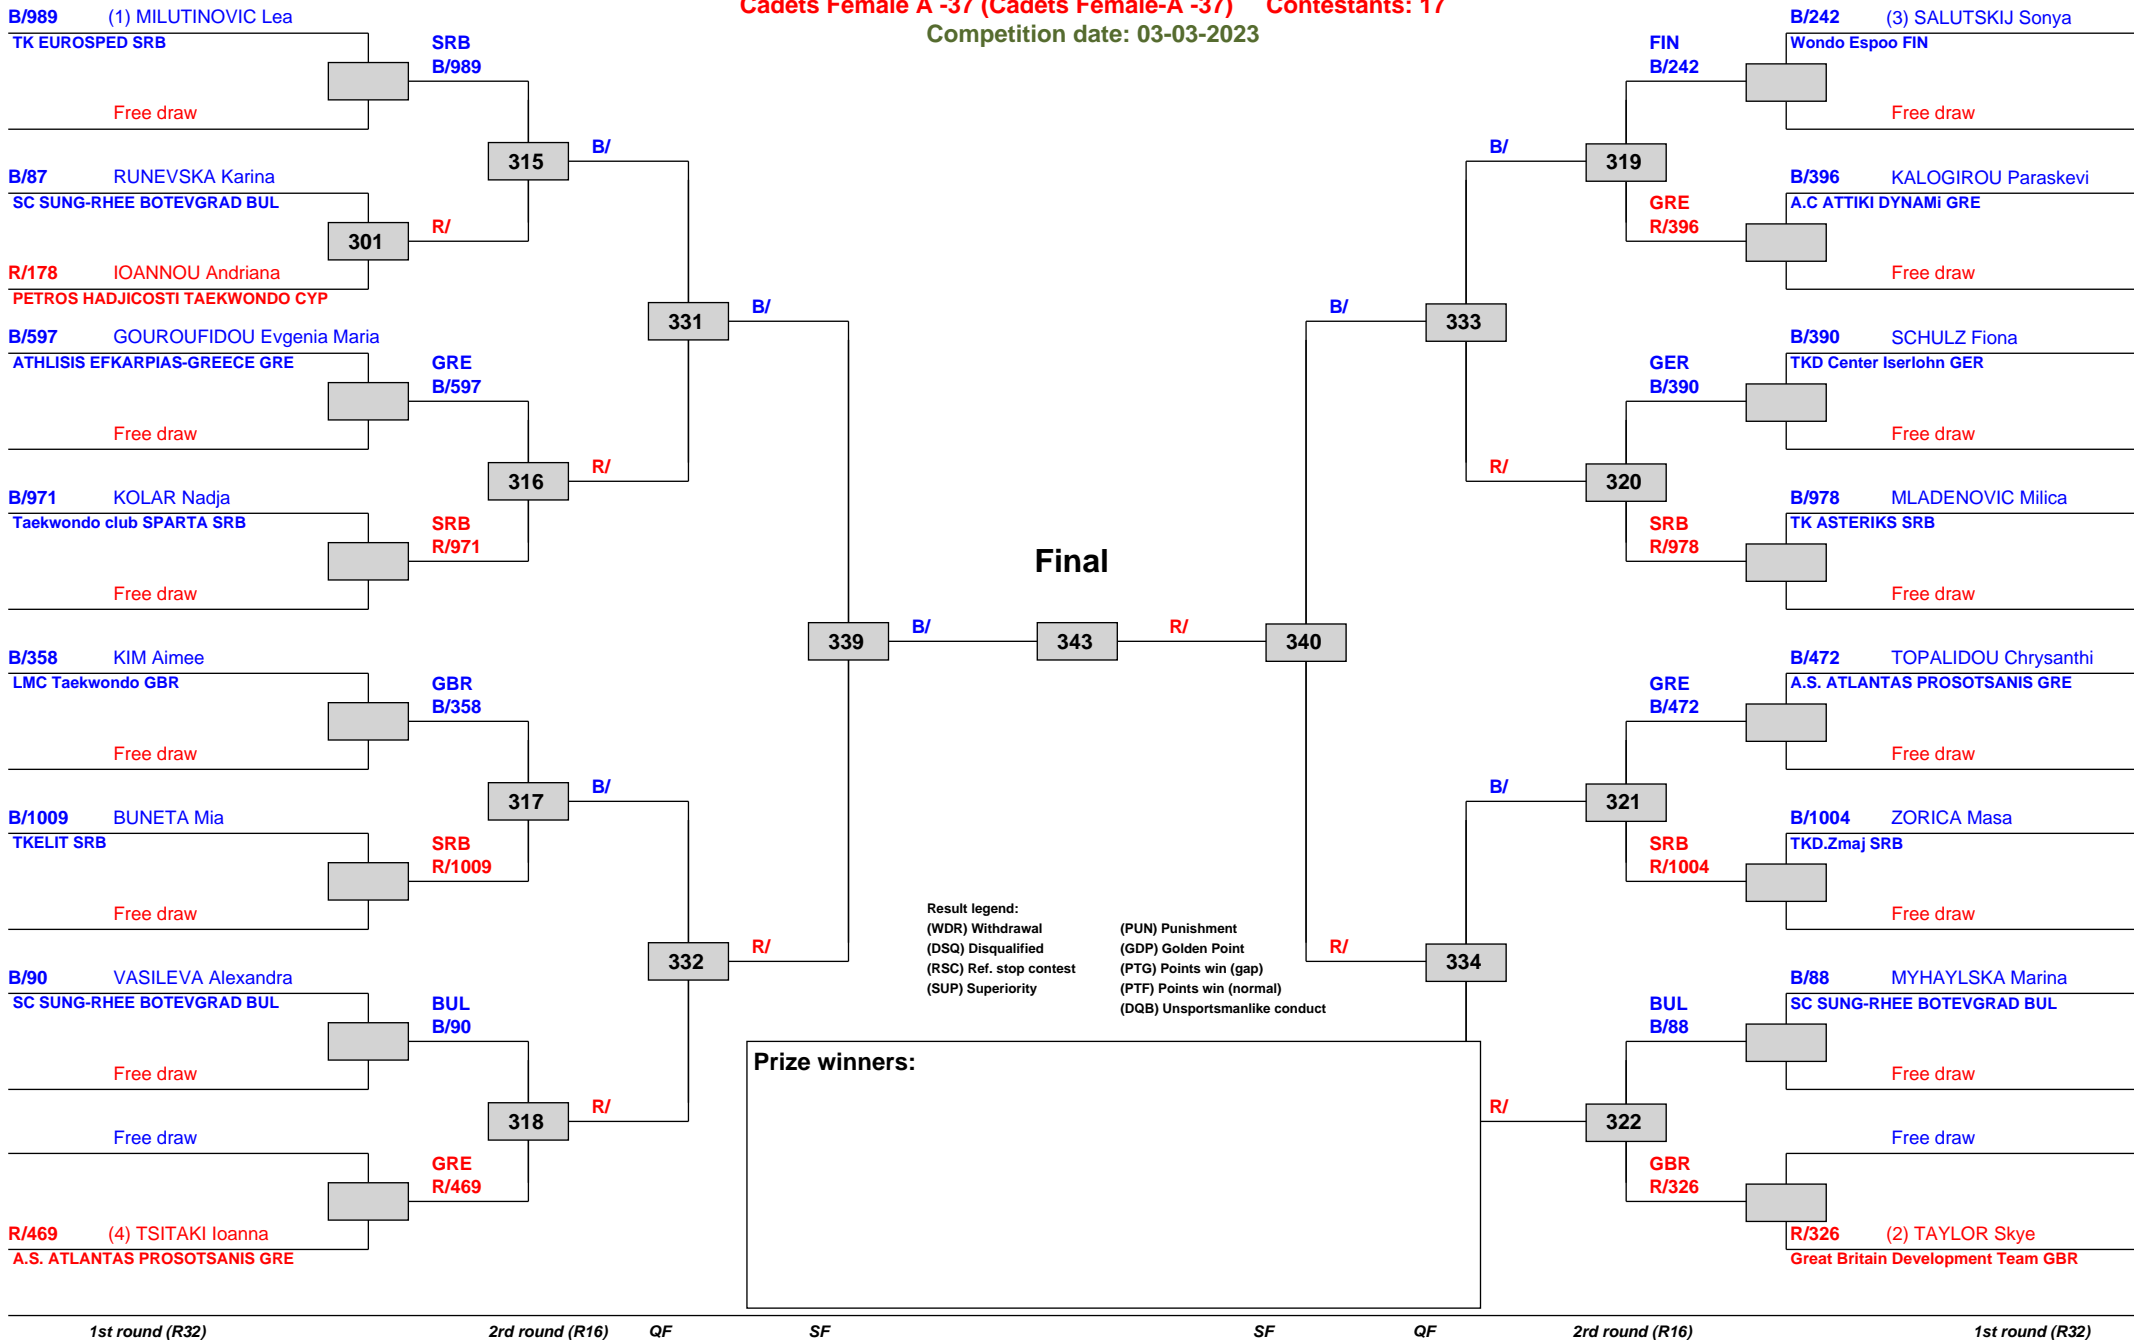 Cadets Female A -37 (Cadets Female-A -37) Contestants: 17
Competition date: 03-03-2023
B/989 (1) MILUTINOVIC Lea
TK EUROSPED SRB
Free draw
SRB
B/989
B/87 RUNEVSKA Karina
SC SUNG-RHEE BOTEVGRAD BUL
301
R/
R/178 IOANNOU Andriana
PETROS HADJICOSTI TAEKWONDO CYP
315
B/
B/597 GOUROUFIDOU Evgenia Maria
ATHLISIS EFKARPIAS-GREECE GRE
GRE
B/597
Free draw
316
R/
B/971 KOLAR Nadja
Taekwondo club SPARTA SRB
SRB
R/971
Free draw
331
B/
B/358 KIM Aimee
LMC Taekwondo GBR
GBR
B/358
Free draw
317
B/
B/1009 BUNETA Mia
TKELIT SRB
SRB
R/1009
Free draw
332
R/
B/90 VASILEVA Alexandra
SC SUNG-RHEE BOTEVGRAD BUL
BUL
B/90
Free draw
318
R/
Free draw
GRE
R/469
R/469 (4) TSITAKI Ioanna
A.S. ATLANTAS PROSOTSANIS GRE
Final
339
B/
343
R/
340
B/242 (3) SALUTSKIJ Sonya
Wondo Espoo FIN
FIN
B/242
Free draw
B/
319
B/396 KALOGIROU Paraskevi
A.C ATTIKI DYNAMi GRE
GRE
R/396
Free draw
B/
333
B/390 SCHULZ Fiona
TKD Center Iserlohn GER
GER
B/390
Free draw
R/
320
B/978 MLADENOVIC Milica
TK ASTERIKS SRB
SRB
R/978
Free draw
B/472 TOPALIDOU Chrysanthi
A.S. ATLANTAS PROSOTSANIS GRE
GRE
B/472
Free draw
B/
321
B/1004 ZORICA Masa
TKD.Zmaj SRB
SRB
R/1004
Free draw
R/
334
B/88 MYHAYLSKA Marina
SC SUNG-RHEE BOTEVGRAD BUL
BUL
B/88
Free draw
R/
322
Free draw
GBR
R/326
R/326 (2) TAYLOR Skye
Great Britain Development Team GBR
Result legend:
(WDR) Withdrawal
(DSQ) Disqualified
(RSC) Ref. stop contest
(SUP) Superiority
(PUN) Punishment
(GDP) Golden Point
(PTG) Points win (gap)
(PTF) Points win (normal)
(DQB) Unsportsmanlike conduct
Prize winners:
1st round (R32) 2rd round (R16) QF SF SF QF 2rd round (R16) 1st round (R32)